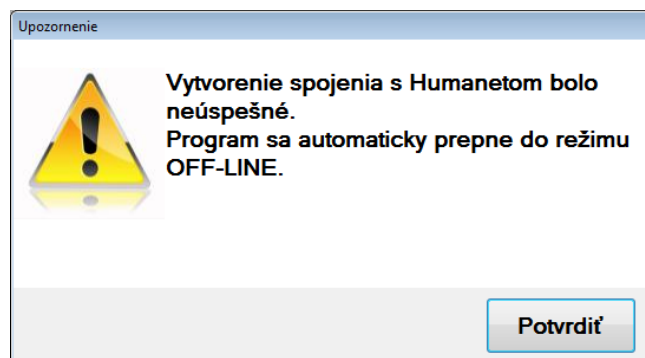 Upozornenie
Vytvorenie spojenia s Humanetom bolo
neúspešné.
Program sa automaticky prepne do režimu
OFF-LINE.
Potvrdiť